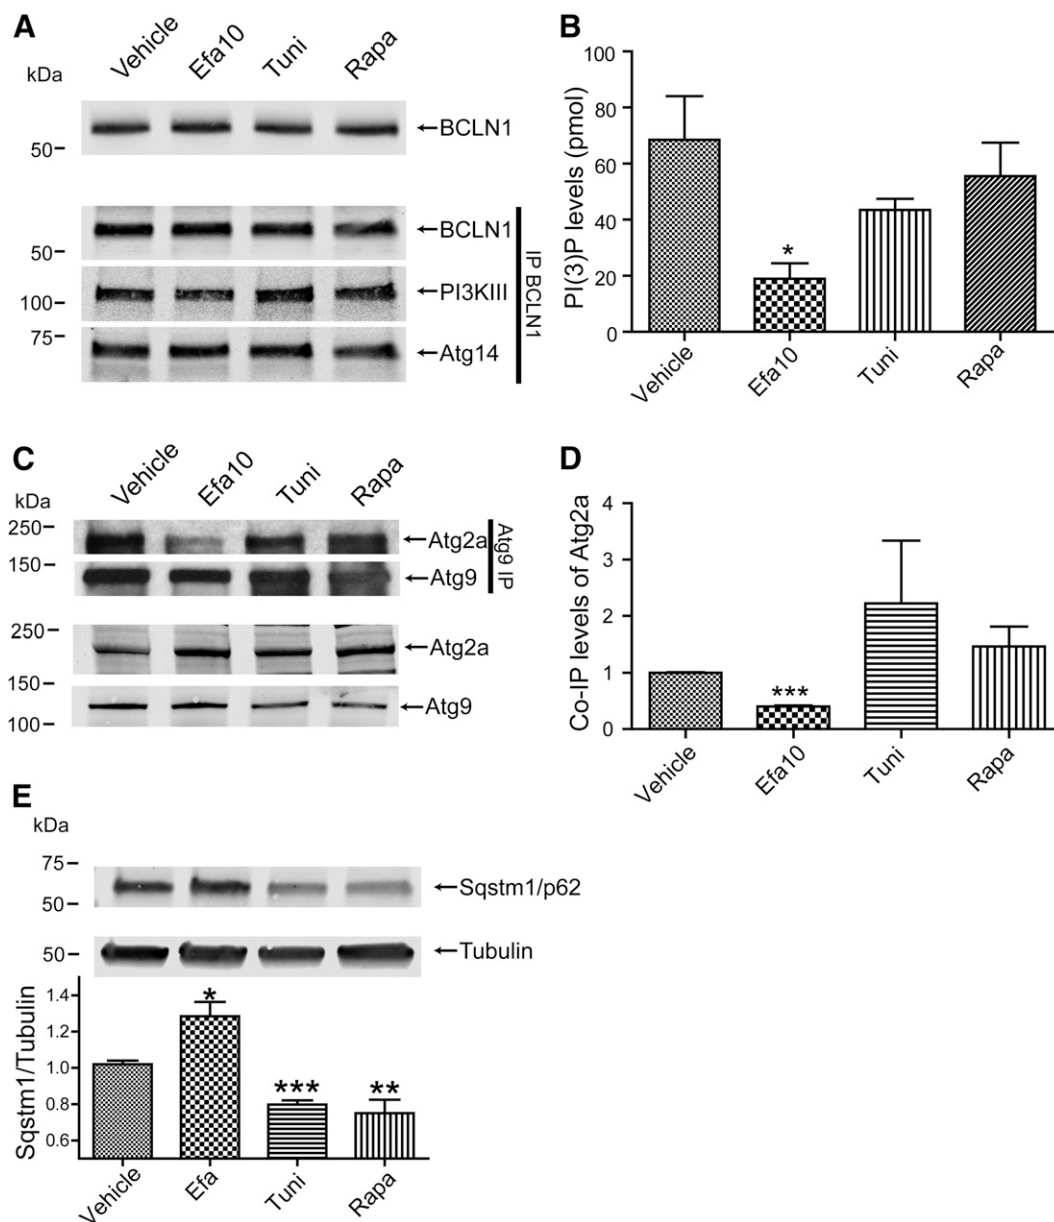 A
Vehicle
Efa10
Tuni
Rapa
kDa
←BCLN1
50
←BCLN1
50
←PI3KIII
100
75
←Atg14
IP BCLN1
B
PI(3)P levels (pmol)
100
80
60
40
20
0
*
Vehicle
Efa10
Tuni
Rapa
C
Vehicle
Efa10
Tuni
Rapa
kDa
250
←Atg2a
150
←Atg9
Atg9 IP
250
←Atg2a
150
←Atg9
100
D
Co-IP levels of Atg2a
4
3
2
1
0
***
Vehicle
Efa10
Tuni
Rapa
E
kDa
75
←Sqstm1/p62
50
50
←Tubulin
Sqstm1/Tubulin
1.4
1.2
1.0
0.8
0.6
*
***
**
Vehicle
Efa
Tuni
Rapa